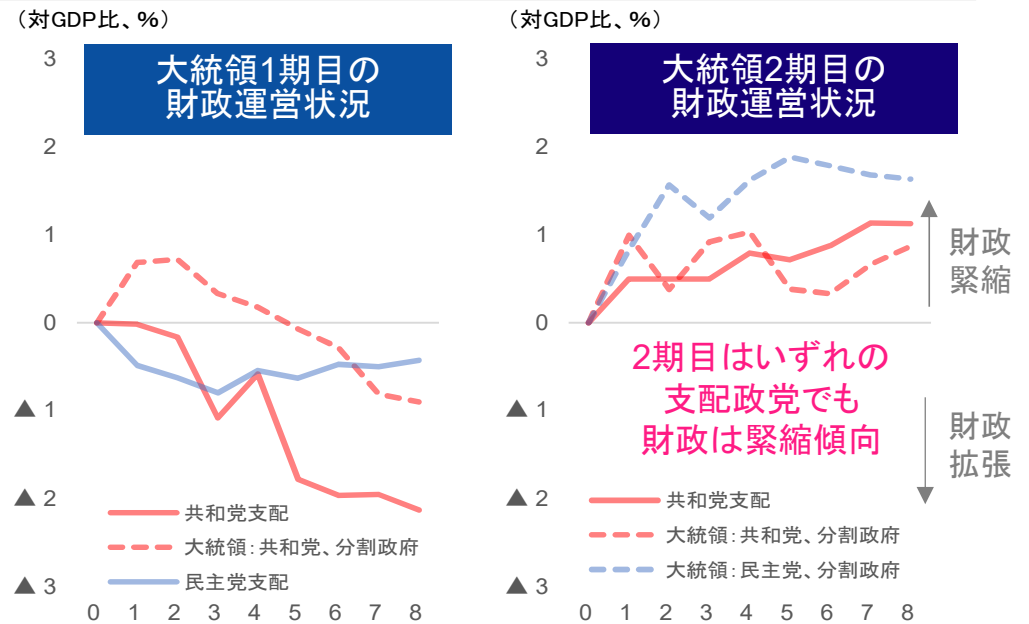 （対GDP比、%）
大統領1期目の
財政運営状況
3
2
1
0
▲ 1
▲ 2
▲ 3
共和党支配
大統領：共和党、分割政府
民主党支配
0 1 2 3 4 5 6 7 8
（対GDP比、%）
大統領2期目の
財政運営状況
3
2
1
0
▲ 1
▲ 2
▲ 3
財政
緊縮
2期目はいずれの
支配政党でも
財政は緊縮傾向
財政
拡張
共和党支配
大統領：共和党、分割政府
大統領：民主党、分割政府
0 1 2 3 4 5 6 7 8